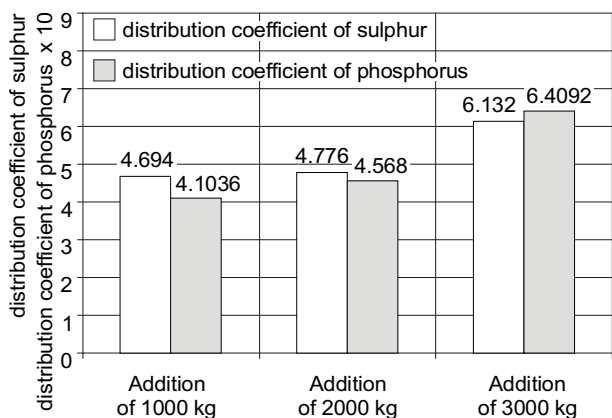 distribution coefficient of sulphur
distribution coefficient of phosphorus x 10
9
8
7
6
5
4
3
2
1
0
distribution coefficient of sulphur
distribution coefficient of phosphorus
4.694
4.1036
4.776
4.568
6.132
6.4092
Addition
of 1000 kg
Addition
of 2000 kg
Addition
of 3000 kg